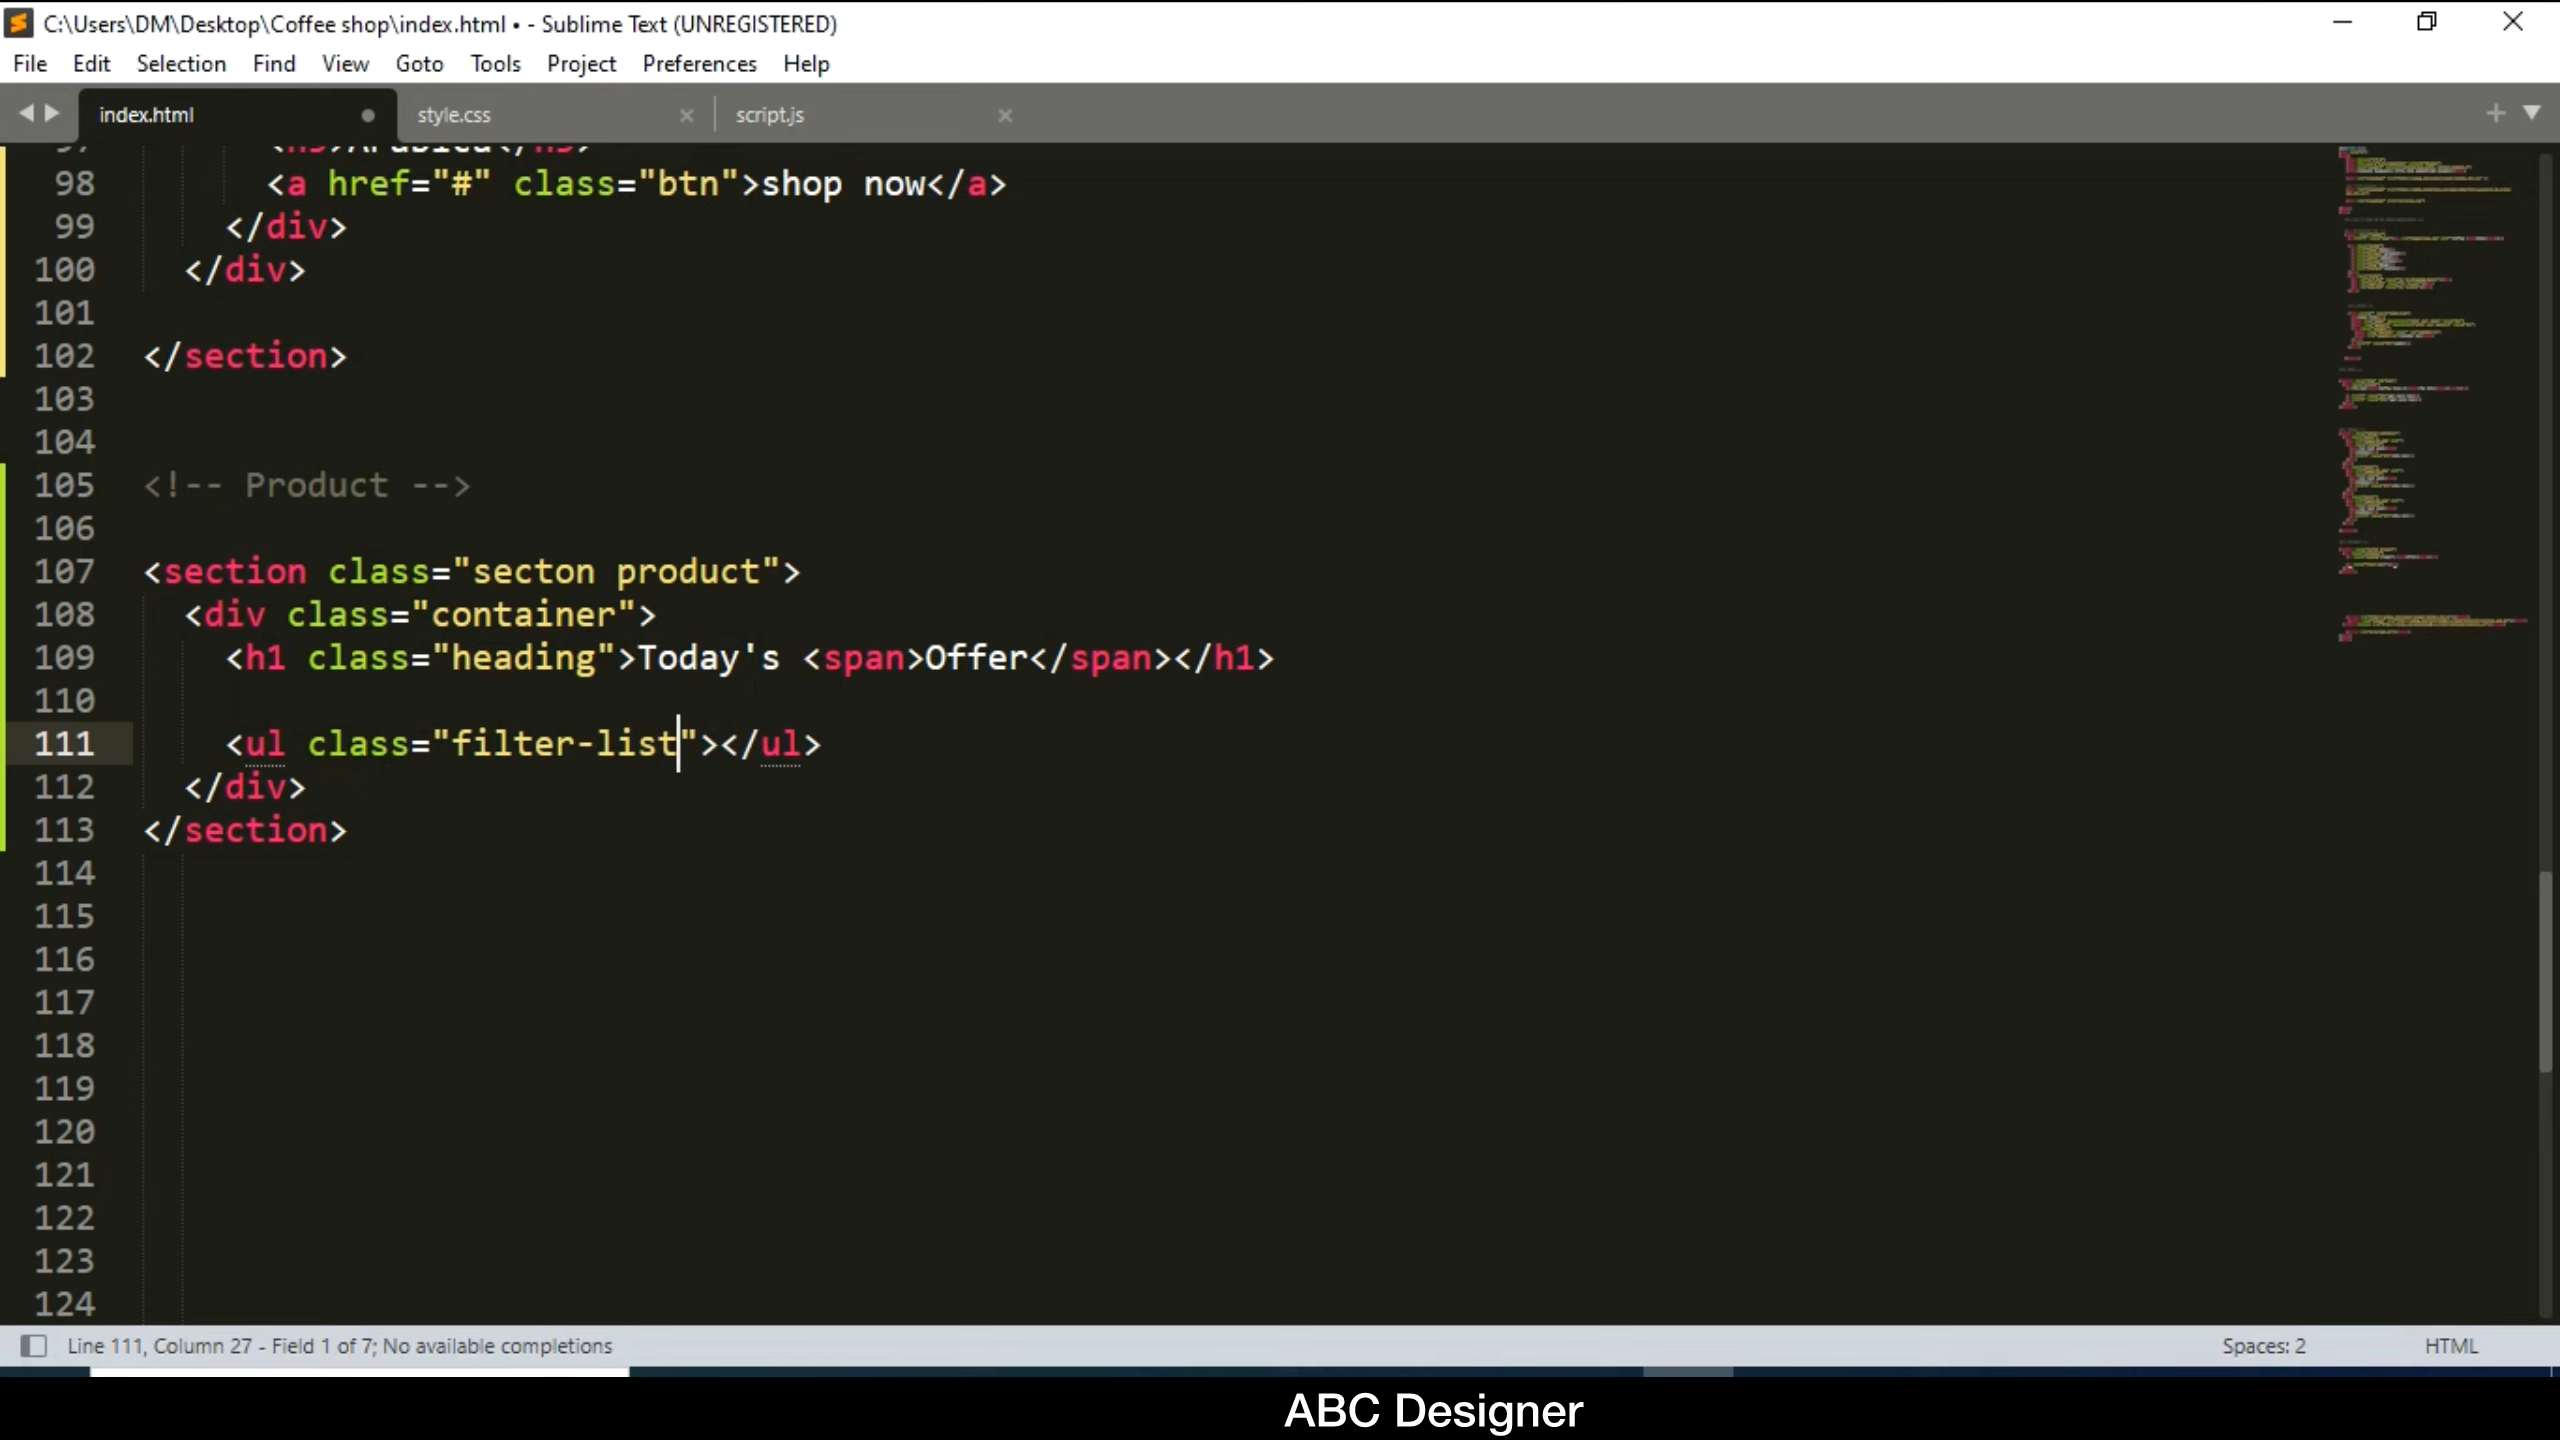 C:\Users\DM\Desktop\Coffee shop\index.html • - Sublime Text (UNREGISTERED)
File Edit Selection Find View Goto Tools Project Preferences Help
index.html style.css script.js
97 <h3>Arabica</h3>
98 <a href="#" class="btn">shop now</a>
99 </div>
100 </div>
101
102 </section>
103
104
105 <!-- Product -->
106
107 <section class="secton product">
108 <div class="container">
109 <h1 class="heading">Today's <span>Offer</span></h1>
110
111 <ul class="filter-list"></ul>
112 </div>
113 </section>
114
115
116
117
118
119
120
121
122
123
124
Line 111, Column 27 - Field 1 of 7; No available completions Spaces: 2 HTML
ABC Designer